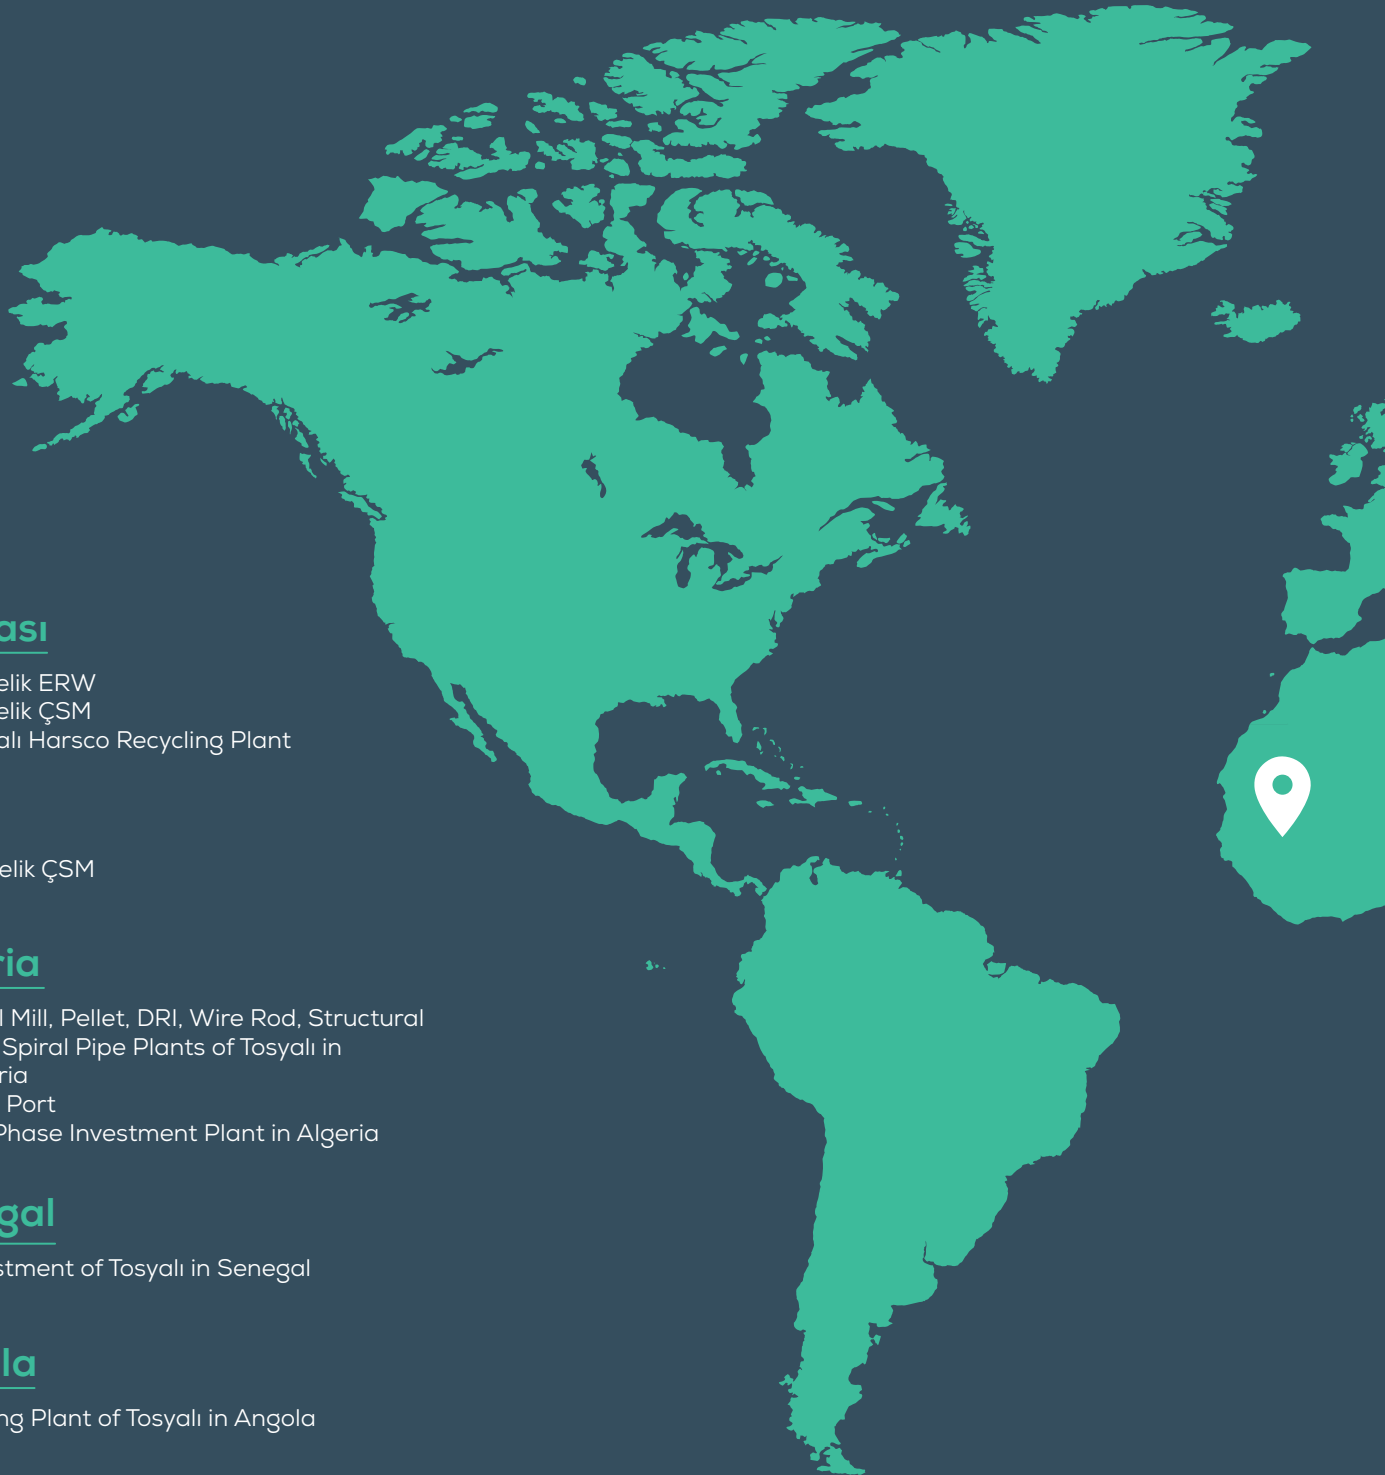 ası
elik ERW
elik ÇSM
alı Harsco Recycling Plant
elik ÇSM
ria
l Mill, Pellet, DRI, Wire Rod, Structural
Spiral Pipe Plants of Tosyalı in
ria
Port
Phase Investment Plant in Algeria
gal
stment of Tosyalı in Senegal
la
ng Plant of Tosyalı in Angola